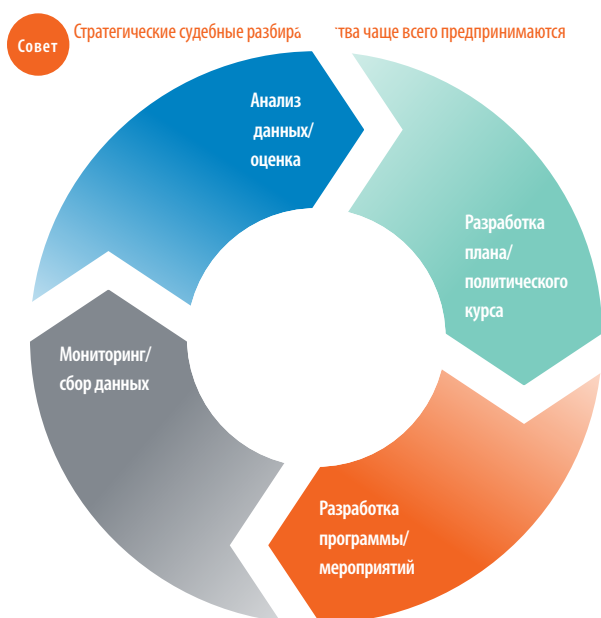 Совет
Стратегические судебные разбира тва чаще всего предпринимаются
Анализ
данных/
оценка
Разработка
плана/
политического
курса
Мониторинг/
сбор данных
Разработка
программы/
мероприятий